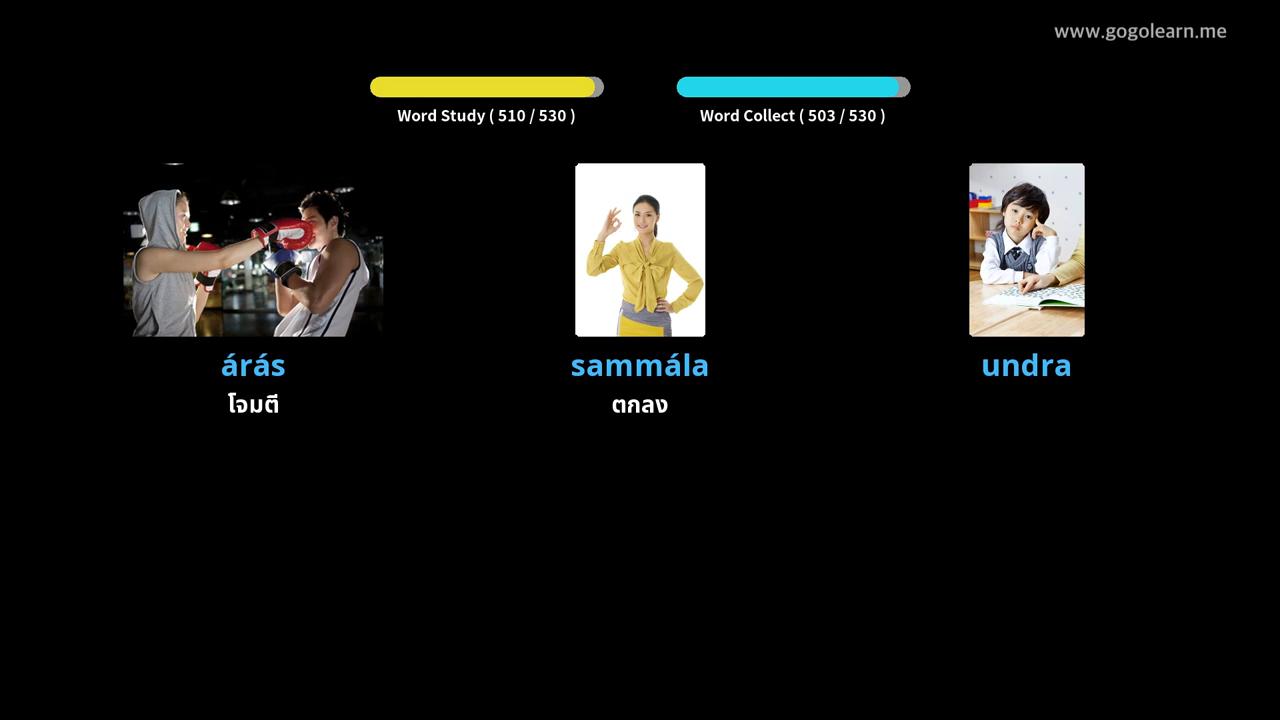 www.gogolearn.me
Word Study ( 510 / 530 )
Word Collect ( 503 / 530 )
árás
sammála
undra
โจมตี
ตกลง